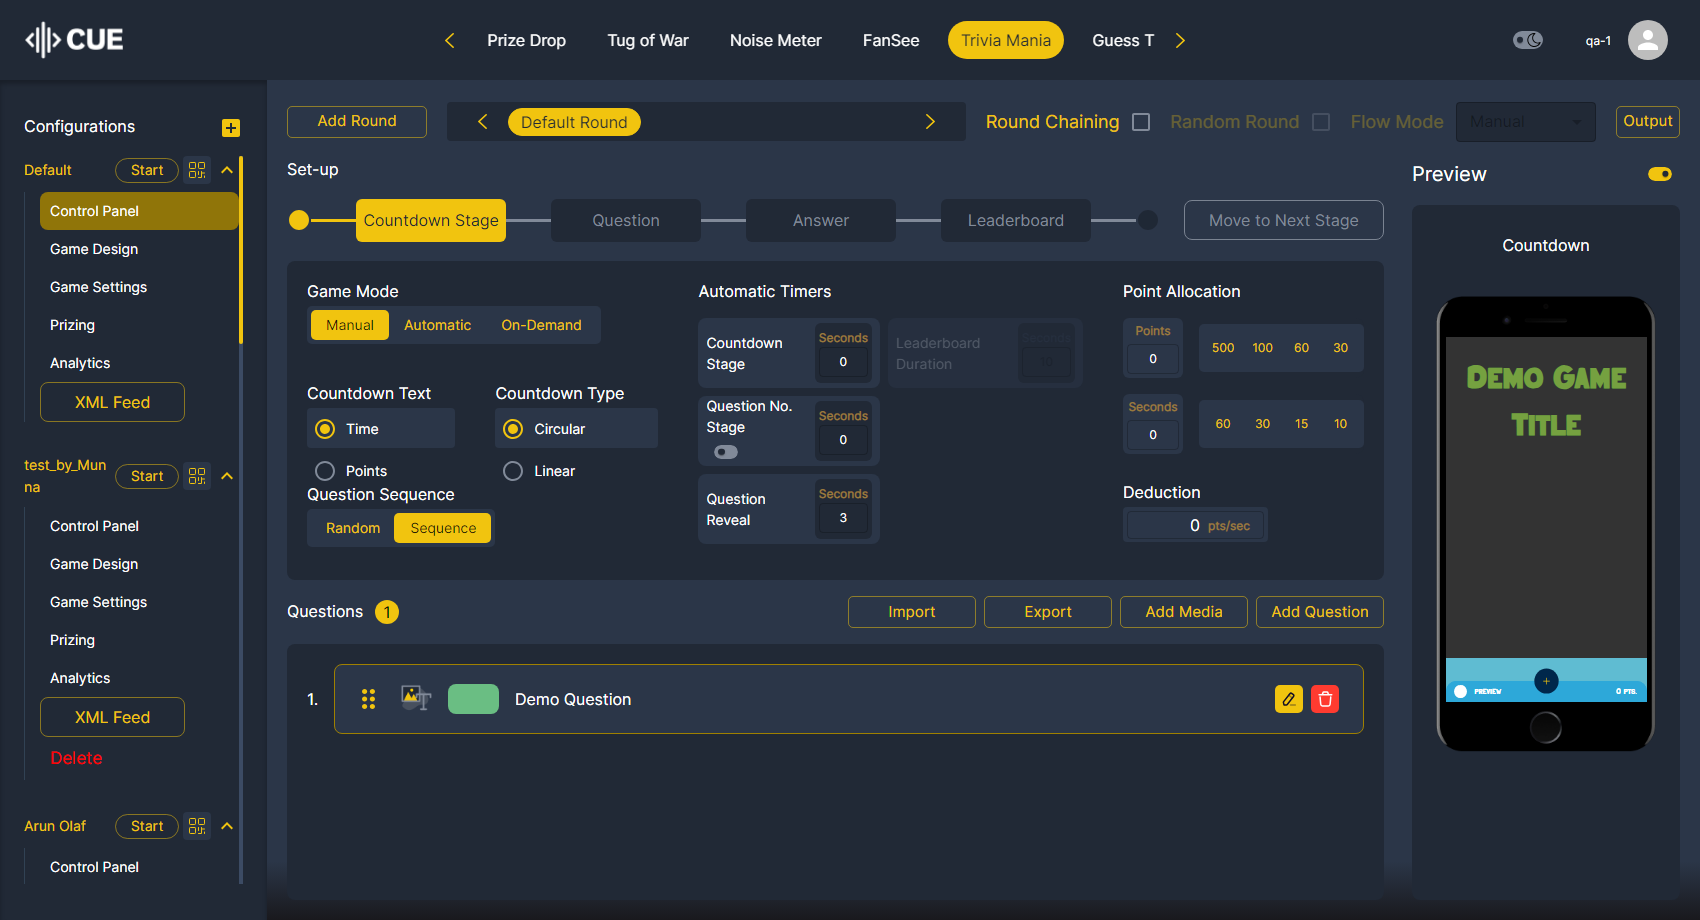 CUE
Prize Drop
Tug of War
Noise Meter
FanSee
Trivia Mania
Guess T
qa-1
Configurations
Default
Start
Control Panel
Game Design
Game Settings
Prizing
Analytics
XML Feed
test_by_Mun
na
Start
Control Panel
Game Design
Game Settings
Prizing
Analytics
XML Feed
Delete
Arun Olaf
Start
Control Panel
Add Round
Default Round
Round Chaining
Random Round
Flow Mode
Manual
Output
Set-up
Countdown Stage
Question
Answer
Leaderboard
Move to Next Stage
Game Mode
Manual
Automatic
On-Demand
Countdown Text
Time
Points
Countdown Type
Circular
Linear
Question Sequence
Random
Sequence
Automatic Timers
Countdown
Stage
Seconds
0
Leaderboard
Duration
Seconds
10
Question No.
Stage
Seconds
0
Question
Reveal
Seconds
3
Point Allocation
Points
0
500
100
60
30
Seconds
0
60
30
15
10
Deduction
0 pts/sec
Questions 1
Import
Export
Add Media
Add Question
1.
Demo Question
Preview
Countdown
Demo Game
Title
PREVIEW
0 PTS.